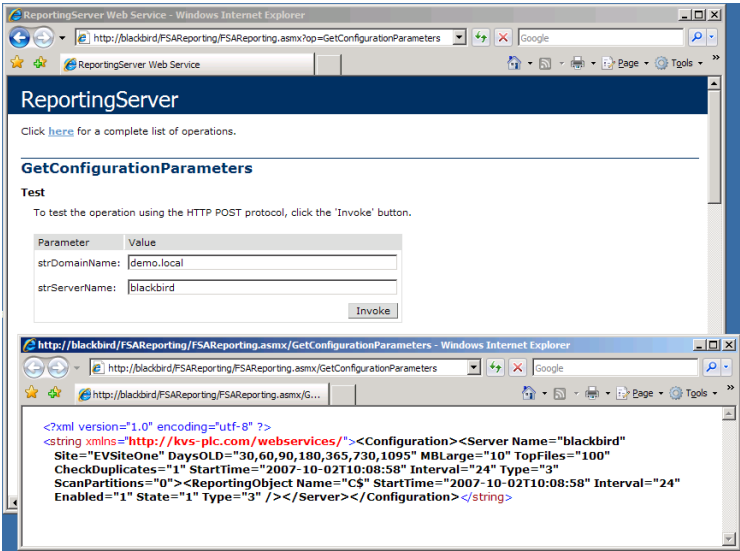 ReportingServer Web Service - Windows Internet Explorer
http://blackbird/FSAReporting/FSAReporting.asmx?op=GetConfigurationParameters
Google
ReportingServer Web Service
Page
Tools
ReportingServer
Click here for a complete list of operations.
GetConfigurationParameters
Test
To test the operation using the HTTP POST protocol, click the 'Invoke' button.
Parameter Value
strDomainName: demo.local
strServerName: blackbird
Invoke
http://blackbird/FSAReporting/FSAReporting.asmx/GetConfigurationParameters - Windows Internet Explorer
http://blackbird/FSAReporting/FSAReporting.asmx/GetConfigurationParameters
Google
http://blackbird/FSAReporting/FSAReporting.asmx/G...
Page
Tools
<?xml version="1.0" encoding="utf-8" ?>
<string xmlns="http://kvs-plc.com/webservices/"><Configuration><Server Name="blackbird"
Site="EVSiteOne" DaysOLD="30,60,90,180,365,730,1095" MBLarge="10" TopFiles="100"
CheckDuplicates="1" StartTime="2007-10-02T10:08:58" Interval="24" Type="3"
ScanPartitions="0"><ReportingObject Name="C$" StartTime="2007-10-02T10:08:58" Interval="24"
Enabled="1" State="1" Type="3" /></Server></Configuration></string>